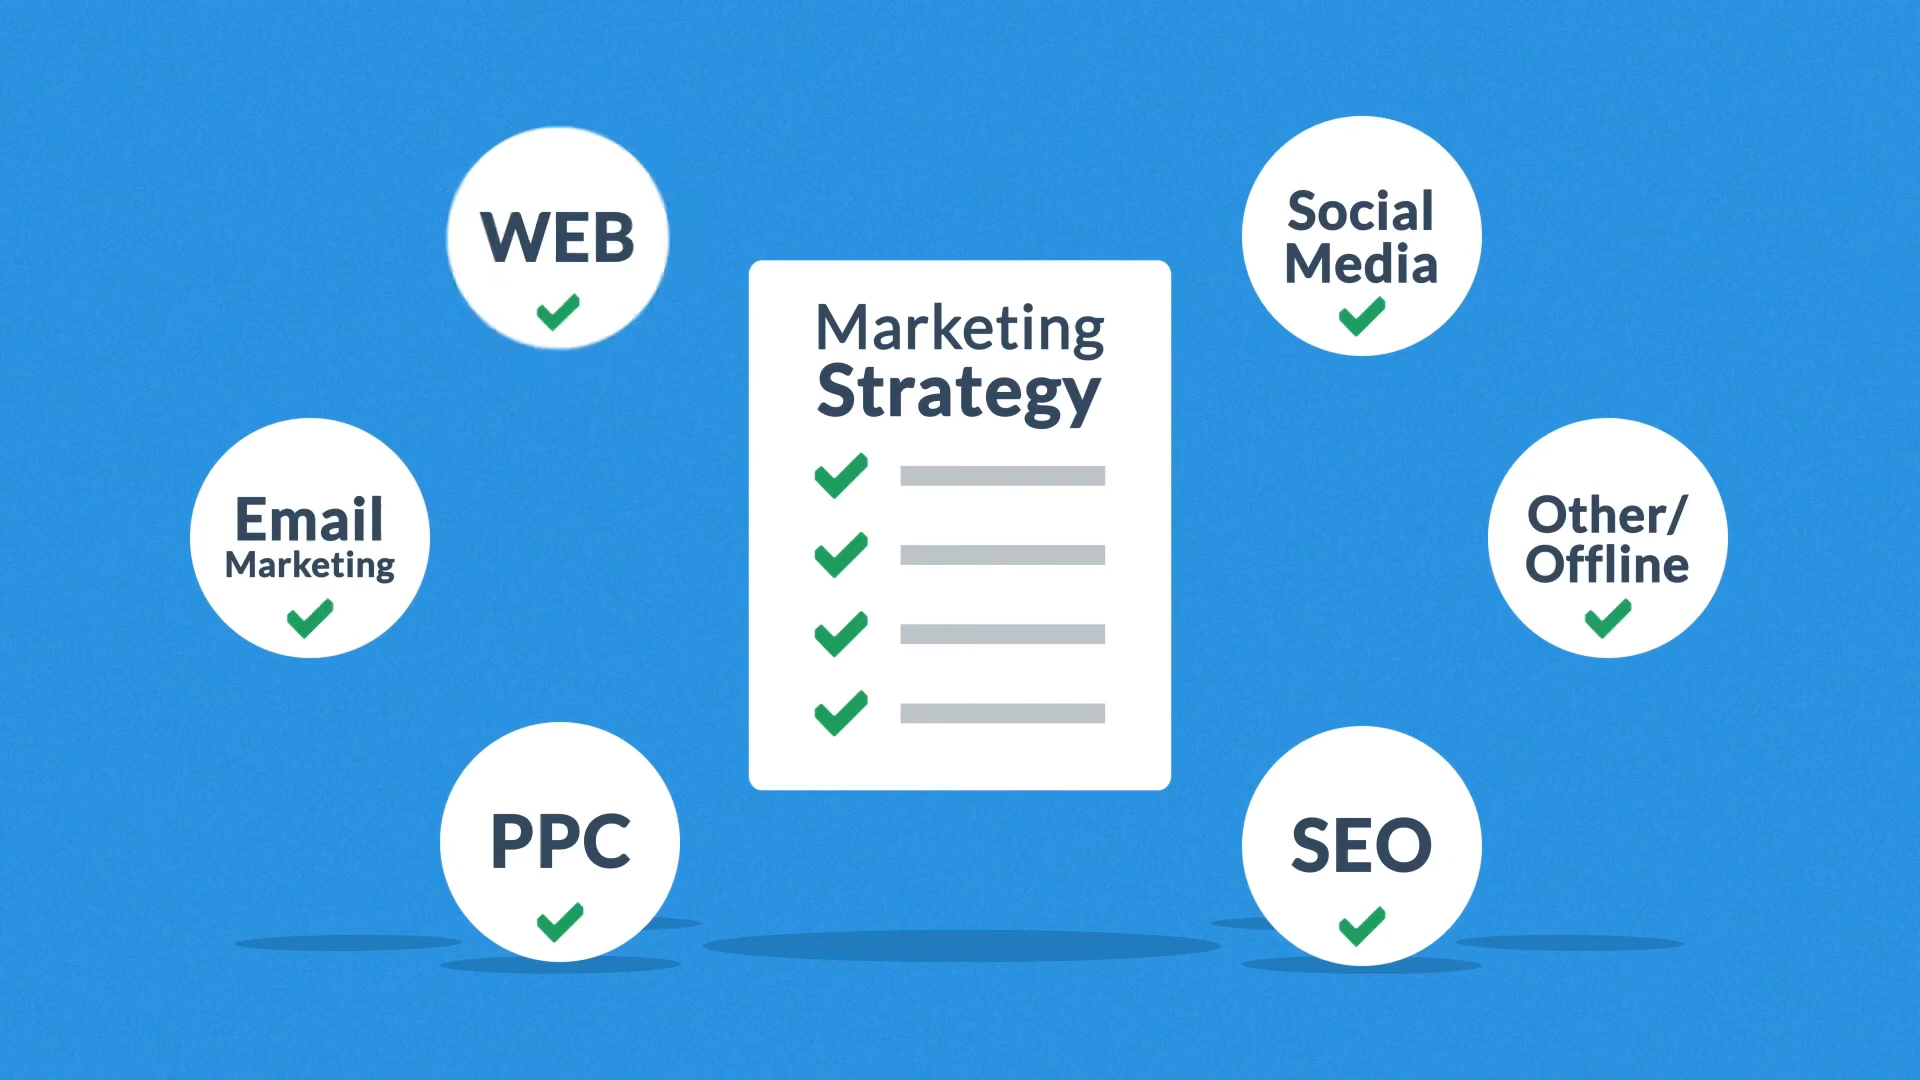 WEB
Social
Media
Marketing
Strategy
Email
Marketing
Other/
Offline
PPC
SEO